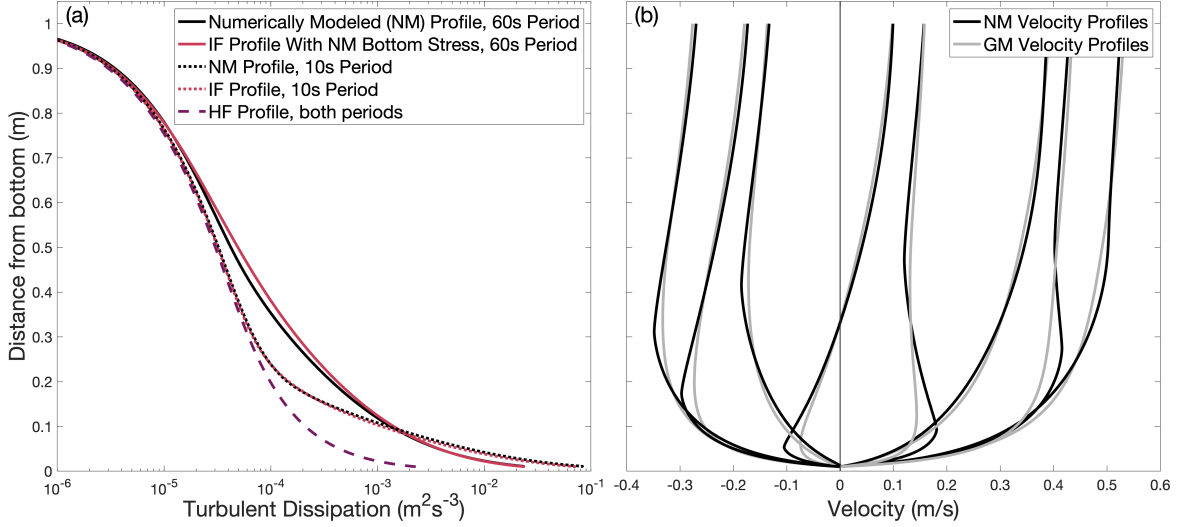 (a)
Numerically Modeled (NM) Profile, 60s Period
IF Profile With NM Bottom Stress, 60s Period
NM Profile, 10s Period
IF Profile, 10s Period
HF Profile, both periods
Distance from bottom (m)
1
0.9
0.8
0.7
0.6
0.5
0.4
0.3
0.2
0.1
0
10^-6
10^-5
10^-4
10^-3
10^-2
10^-1
Turbulent Dissipation (m²s⁻³)
(b)
NM Velocity Profiles
GM Velocity Profiles
-0.4
-0.3
-0.2
-0.1
0
0.1
0.2
0.3
0.4
0.5
0.6
Velocity (m/s)